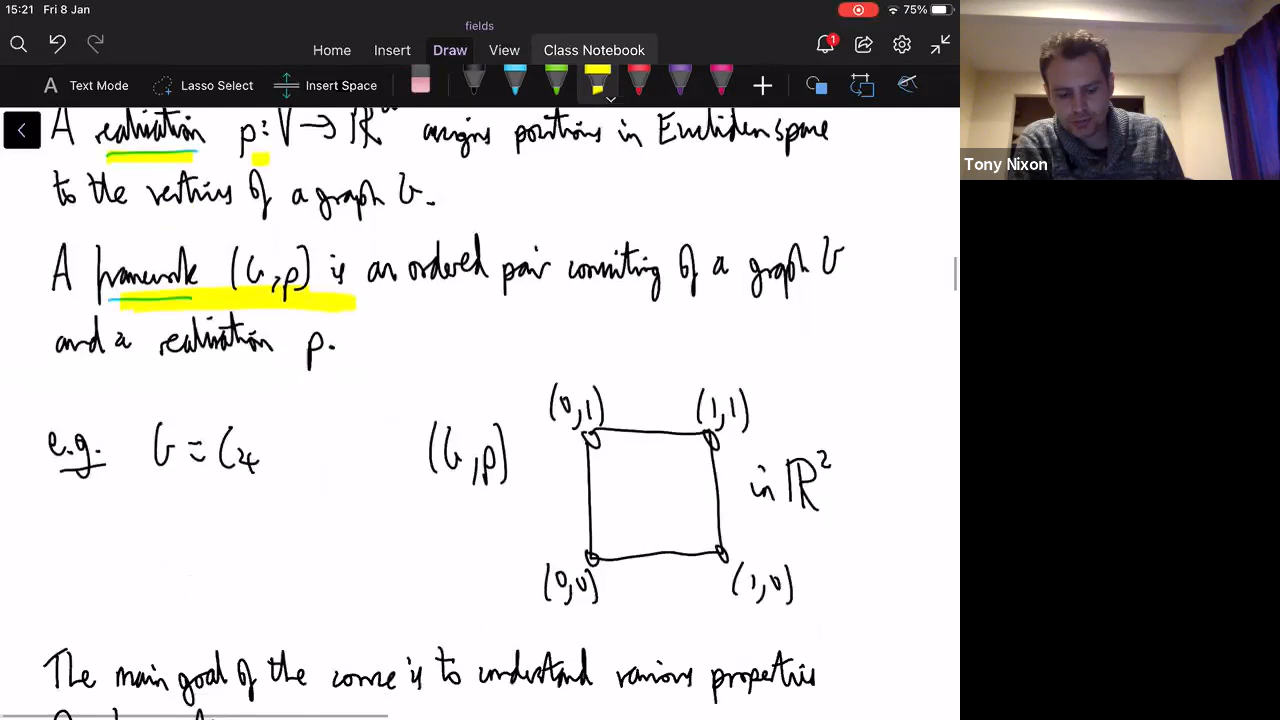 15:21 Fri 8 Jan
75%
fields
Home Insert Draw View Class Notebook
1
Text Mode Lasso Select Insert Space
A realisation p: V → ℝ assigns positions in Euclidean space
to the vertices of a graph G.
A framework (G, p) is an ordered pair consisting of a graph G
and a realisation p.
e.g. G = C₄ (G, p)
(0,1) (1,1)
in ℝ²
(0,0) (1,0)
The main goal of the course is to understand various properties
Tony Nixon